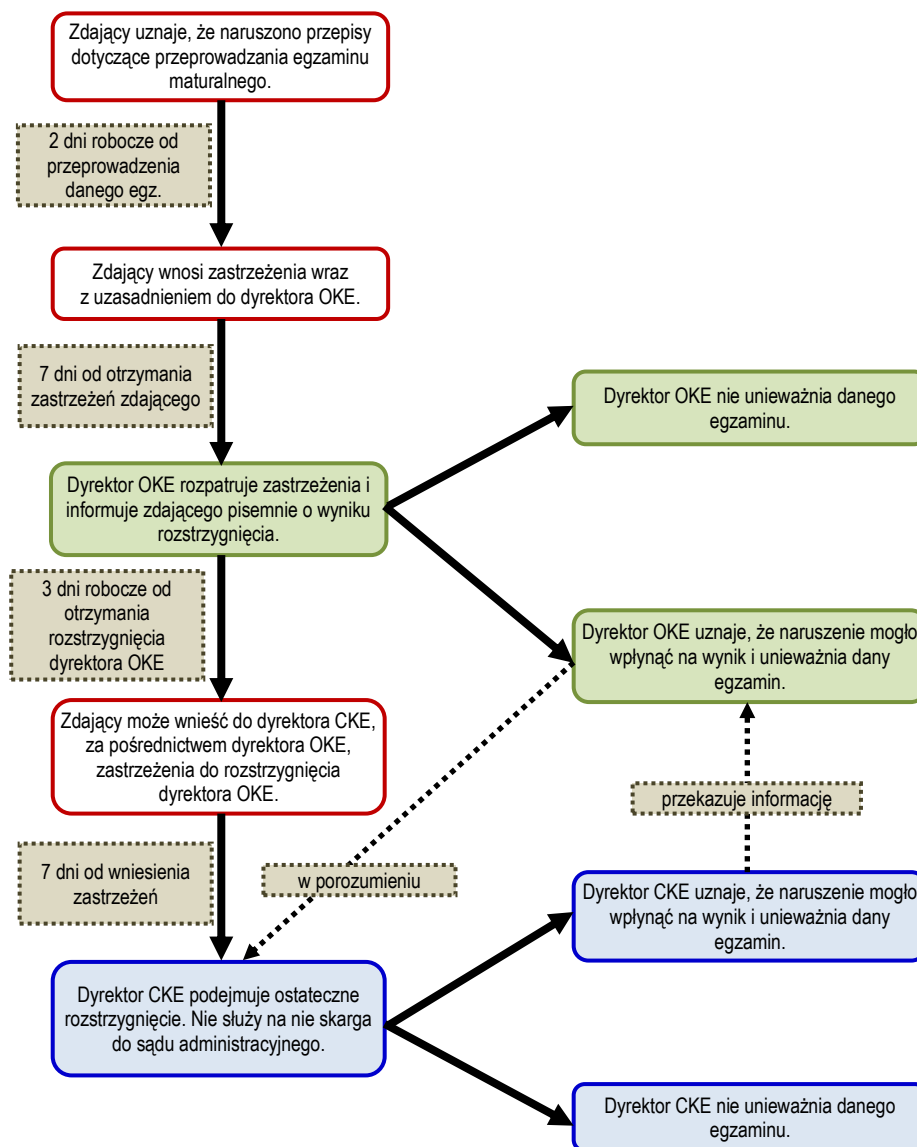 Zdający uznaje, że naruszono przepisy
dotyczące przeprowadzania egzaminu
maturalnego.
2 dni robocze od
przeprowadzenia
danego egz.
Zdający wnosi zastrzeżenia wraz
z uzasadnieniem do dyrektora OKE.
7 dni od otrzymania
zastrzeżeń zdającego
Dyrektor OKE nie unieważnia danego
egzaminu.
Dyrektor OKE rozpatruje zastrzeżenia i
informuje zdającego pisemnie o wyniku
rozstrzygnięcia.
3 dni robocze od
otrzymania
rozstrzygnięcia
dyrektora OKE
Dyrektor OKE uznaje, że naruszenie mogło
wpłynąć na wynik i unieważnia dany
egzamin.
Zdający może wnieść do dyrektora CKE,
za pośrednictwem dyrektora OKE,
zastrzeżenia do rozstrzygnięcia
dyrektora OKE.
przekazuje informację
7 dni od wniesienia
zastrzeżeń
w porozumieniu
Dyrektor CKE uznaje, że naruszenie mogło
wpłynąć na wynik i unieważnia dany
egzamin.
Dyrektor CKE podejmuje ostateczne
rozstrzygnięcie. Nie służy na nie skarga
do sądu administracyjnego.
Dyrektor CKE nie unieważnia danego
egzaminu.